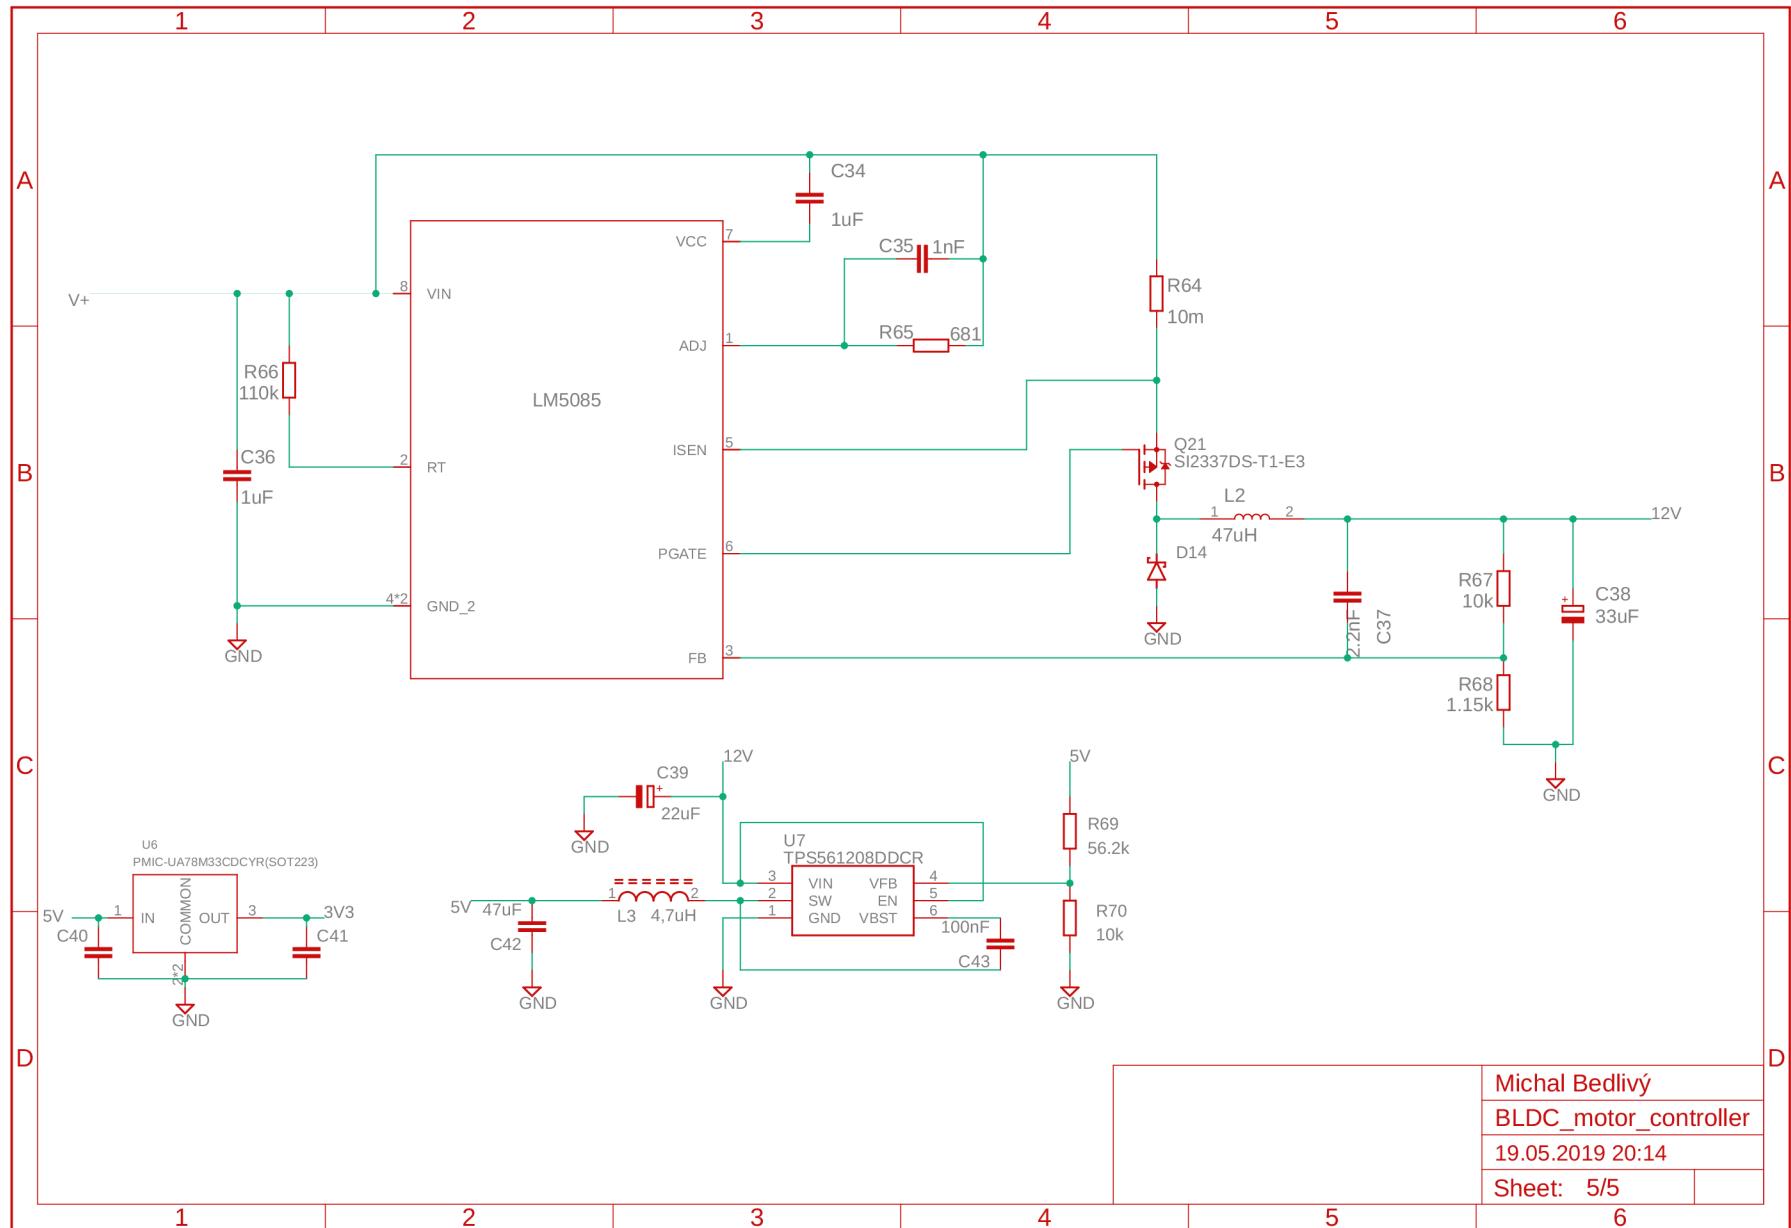 1 2 3 4 5 6
A A
C34
1uF
VCC 7
C35 1nF
8 VIN
V+
R64
10m
R65 681
ADJ 1
R66
110k
LM5085
ISEN 5
Q21
SI2337DS-T1-E3
B B
C36
1uF
2 RT
L2
1 2
47uH
12V
PGATE 6
D14
R67
10k
C38
+
33uF
4*2 GND_2
2.2nF
C37
GND
GND
FB 3
R68
1.15k
GND
C C
12V
C39
+
22uF
GND
5V
R69
56.2k
U7
TPS561208DDCR
3 VIN VFB 4
2 SW EN 5
1 GND VBST 6
U6
PMIC-UA78M33CDCYR(SOT223)
5V 1 IN COMMON OUT 3 3V3
C40
C41
2*2
GND
5V 47uF
C42
1 2
L3 4,7uH
100nF
C43
R70
10k
GND
GND
GND
D D
Michal Bedlivý
BLDC_motor_controller
19.05.2019 20:14
Sheet: 5/5
1 2 3 4 5 6